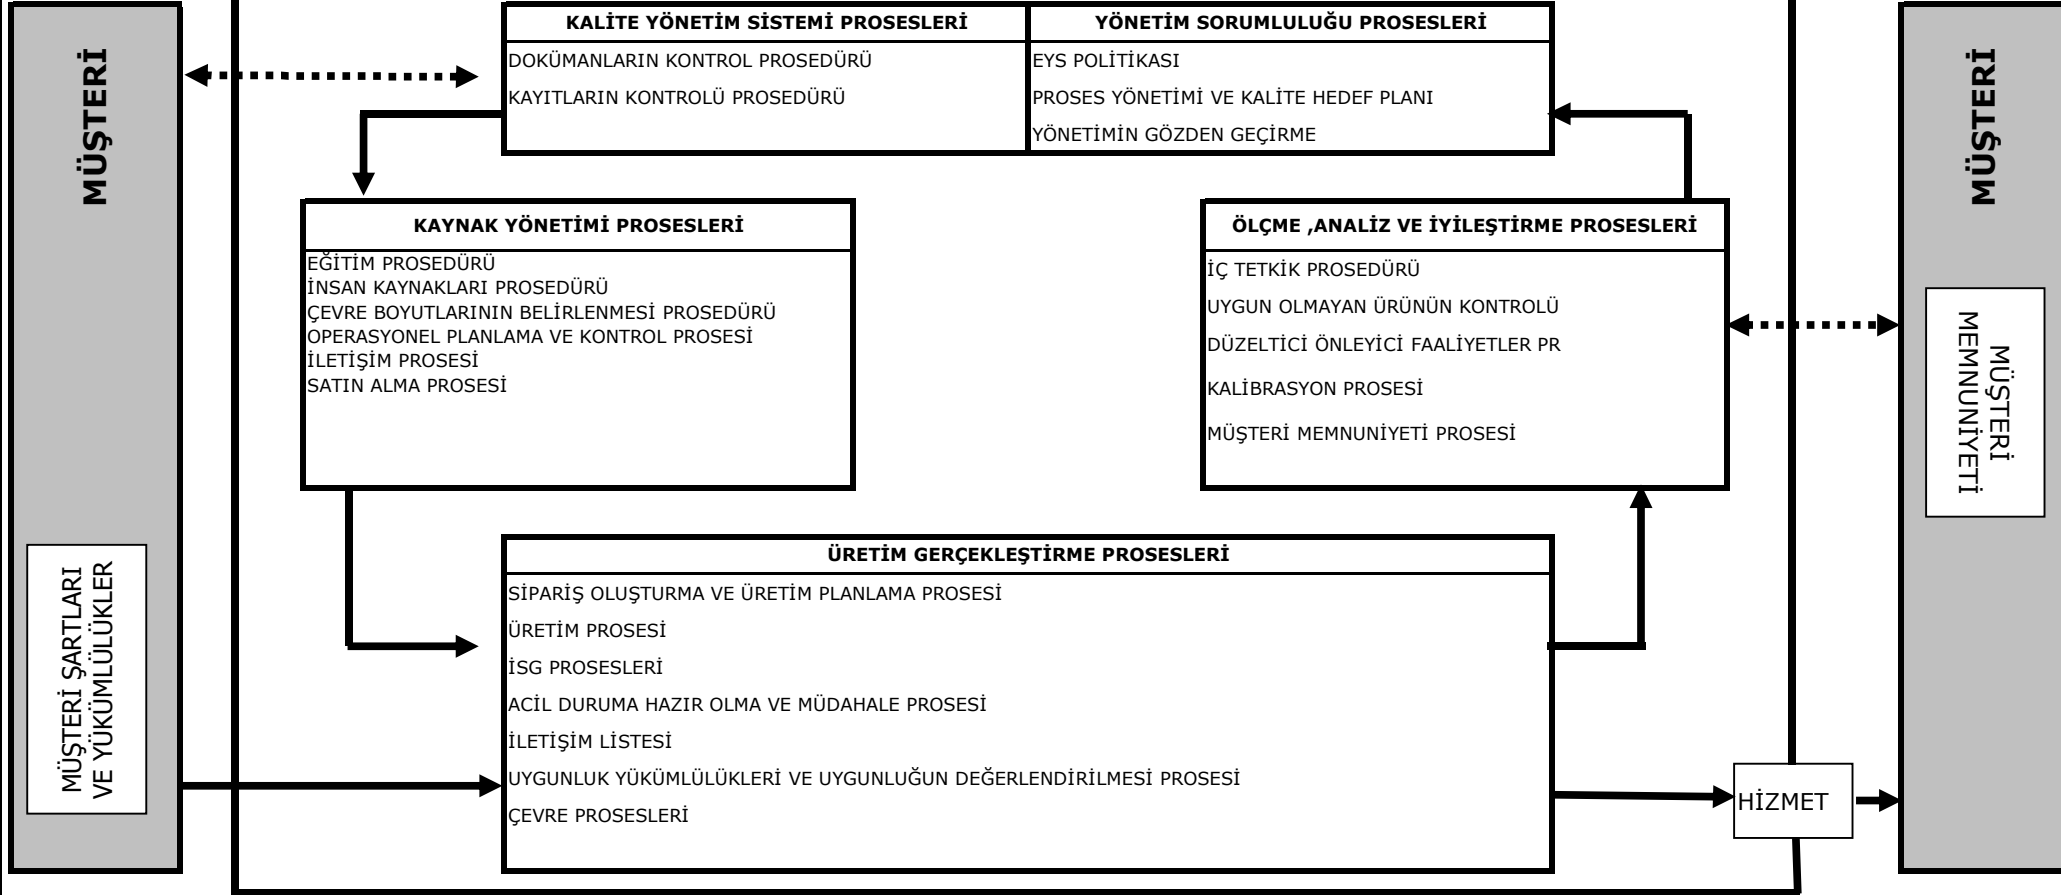 MÜŞTERİ
MÜŞTERİ ŞARTLARI
VE YÜKÜMLÜLÜKLER
KALİTE YÖNETİM SİSTEMİ PROSESLERİ
DOKÜMANLARIN KONTROL PROSEDÜRÜ
KAYITLARIN KONTROLÜ PROSEDÜRÜ
YÖNETİM SORUMLULUĞU PROSESLERİ
EYS POLİTİKASI
PROSES YÖNETİMİ VE KALİTE HEDEF PLANI
YÖNETİMİN GÖZDEN GEÇİRME
KAYNAK YÖNETİMİ PROSESLERİ
EĞİTİM PROSEDÜRÜ
İNSAN KAYNAKLARI PROSEDÜRÜ
ÇEVRE BOYUTLARININ BELİRLENMESİ PROSEDÜRÜ
OPERASYONEL PLANLAMA VE KONTROL PROSESİ
İLETİŞİM PROSESİ
SATIN ALMA PROSESİ
ÖLÇME ,ANALİZ VE İYİLEŞTİRME PROSESLERİ
İÇ TETKİK PROSEDÜRÜ
UYGUN OLMAYAN ÜRÜNÜN KONTROLÜ
DÜZELTİCİ ÖNLEYİCİ FAALİYETLER PR
KALİBRASYON PROSESİ
MÜŞTERİ MEMNUNİYETİ PROSESİ
ÜRETİM GERÇEKLEŞTİRME PROSESLERİ
SİPARİŞ OLUŞTURMA VE ÜRETİM PLANLAMA PROSESİ
ÜRETİM PROSESİ
İSG PROSESLERİ
ACİL DURUMA HAZIR OLMA VE MÜDAHALE PROSESİ
İLETİŞİM LİSTESİ
UYGUNLUK YÜKÜMLÜLÜKLERİ VE UYGUNLUĞUN DEĞERLENDİRİLMESİ PROSESİ
ÇEVRE PROSESLERİ
HİZMET
MÜŞTERİ
MÜŞTERİ
MEMNUNİYETİ